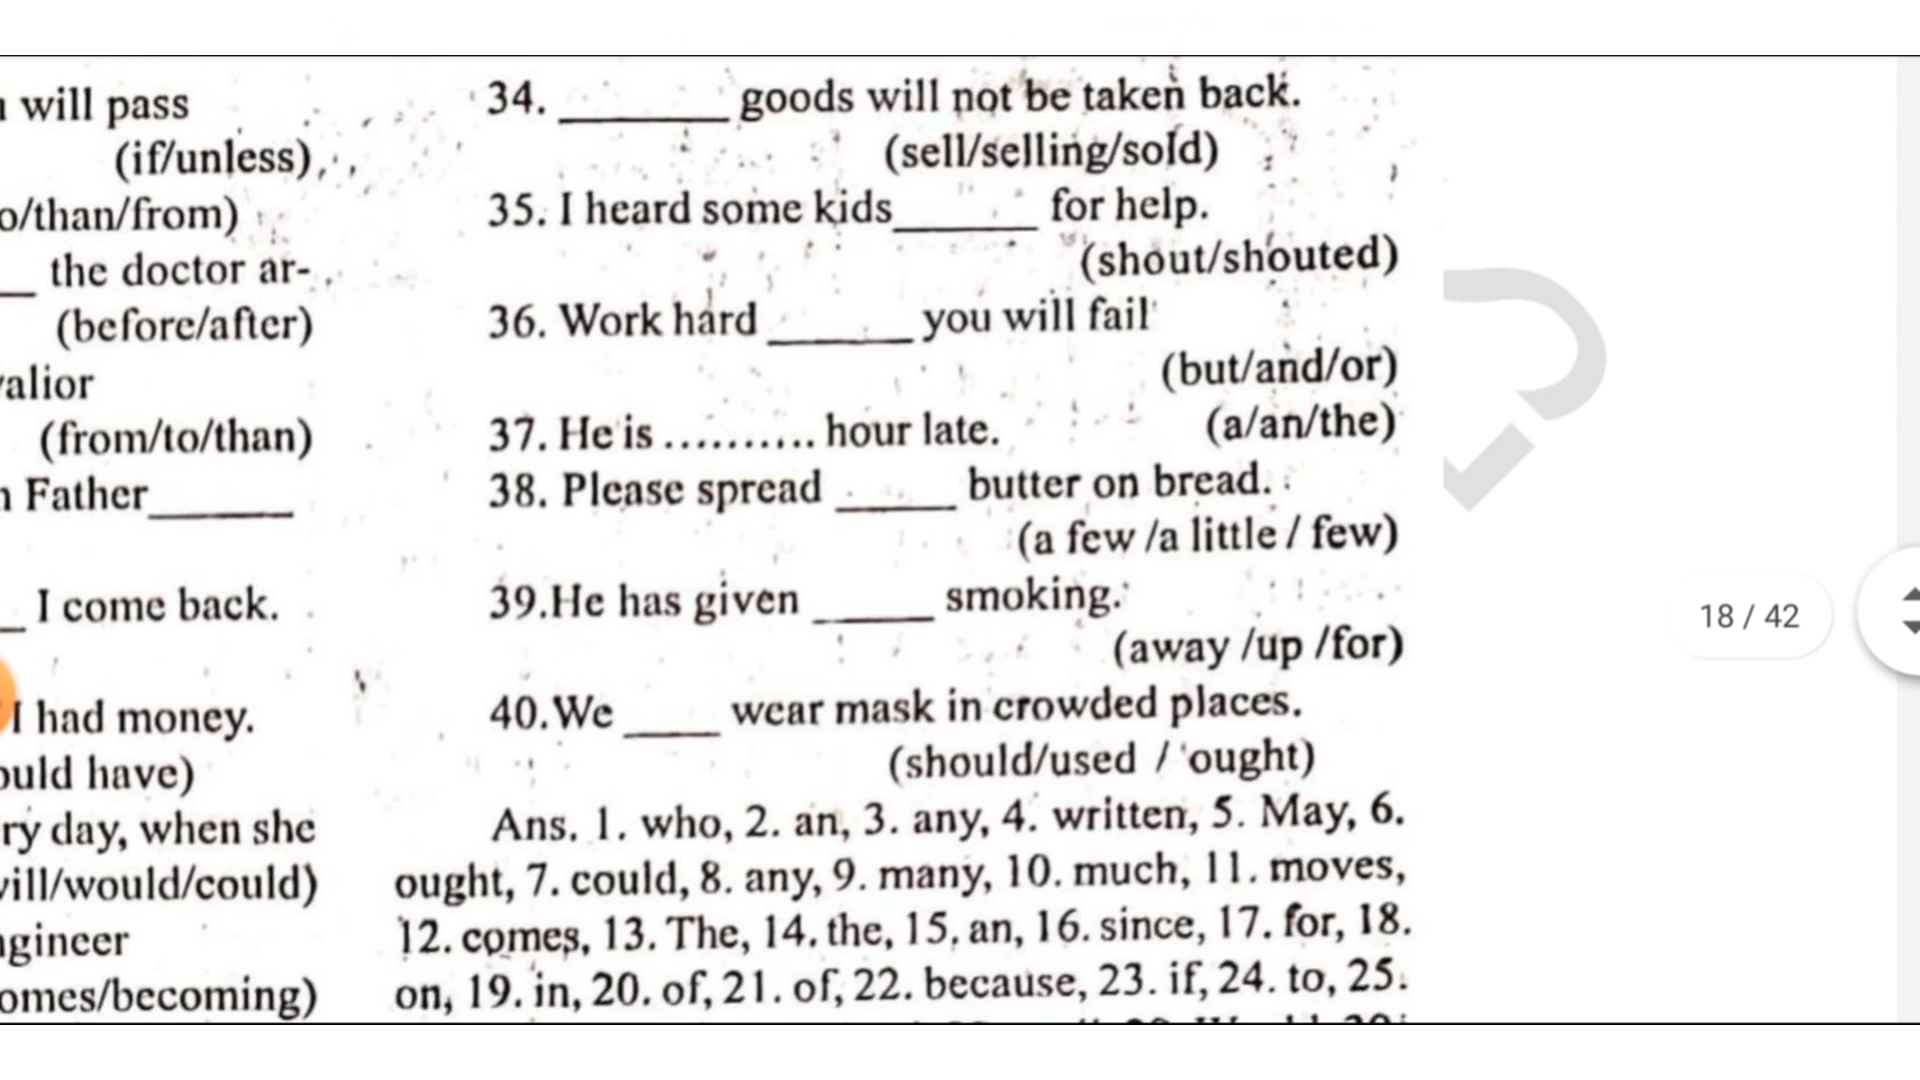 will pass
(if/unless)
o/than/from)
the doctor ar-
(before/after)
alior
(from/to/than)
Father______
I come back.
I had money.
ould have)
ry day, when she
ill/would/could)
gineer
omes/becoming)
34. ______ goods will not be taken back.
(sell/selling/sold)
35. I heard some kids______ for help.
(shout/shouted)
36. Work hard ______ you will fail
(but/and/or)
37. He is .......... hour late. (a/an/the)
38. Please spread _____ butter on bread.
(a few /a little / few)
39.He has given _____ smoking.
(away /up /for)
40.We ____ wear mask in crowded places.
(should/used / ought)
Ans. 1. who, 2. an, 3. any, 4. written, 5. May, 6.
ought, 7. could, 8. any, 9. many, 10. much, 11. moves,
12. comes, 13. The, 14. the, 15, an, 16. since, 17. for, 18.
on, 19. in, 20. of, 21. of, 22. because, 23. if, 24. to, 25.
18 / 42